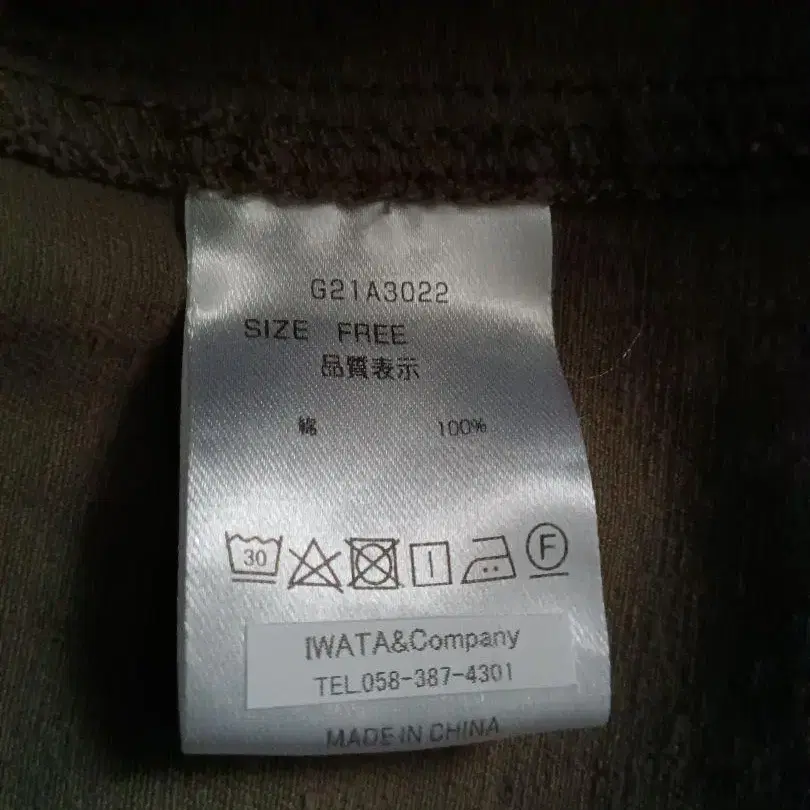 G21A3022
SIZE FREE
品質表示
綿 100%
30 F
IWATA&Company
TEL.058-387-4301
MADE IN CHINA